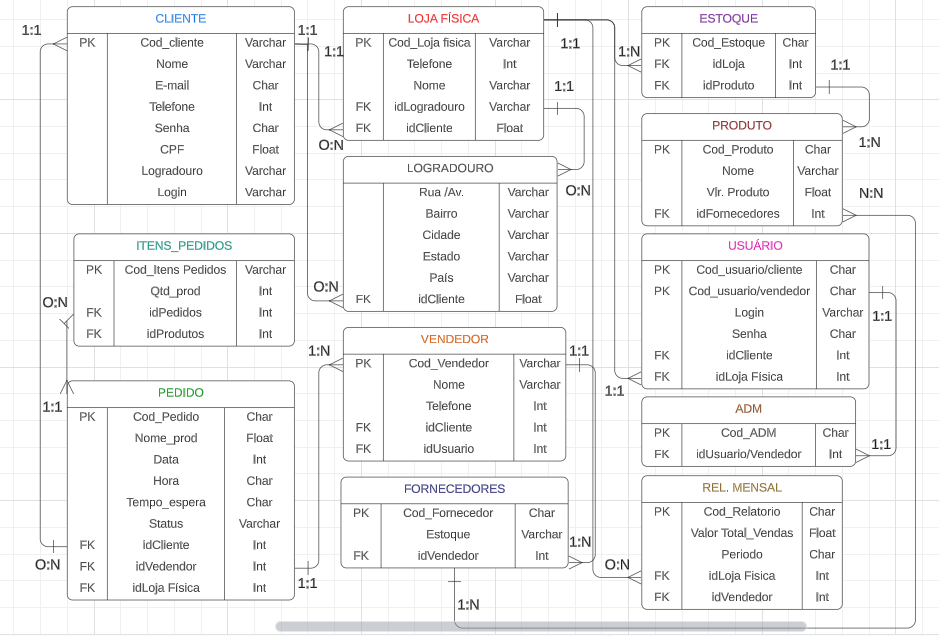 CLIENTE
PK Cod_cliente Varchar
Nome Varchar
E-mail Char
Telefone Int
Senha Char
CPF Float
Logradouro Varchar
Login Varchar
1:1
1:1
1:1
O:N
O:N
LOJA FÍSICA
PK Cod_Loja fisica Varchar
Telefone Int
Nome Varchar
FK idLogradouro Varchar
FK idCliente Float
1:1
1:1
1:N
O:N
ESTOQUE
PK Cod_Estoque Char
FK idLoja Int
FK idProduto Int
1:1
1:N
PRODUTO
PK Cod_Produto Char
Nome Varchar
Vlr. Produto Float
FK idFornecedores Int
N:N
LOGRADOURO
Rua /Av. Varchar
Bairro Varchar
Cidade Varchar
Estado Varchar
País Varchar
FK idCliente Float
ITENS_PEDIDOS
PK Cod_Itens Pedidos Varchar
Qtd_prod Int
FK idPedidos Int
FK idProdutos Int
O:N
1:1
USUÁRIO
PK Cod_usuario/cliente Char
PK Cod_usuario/vendedor Char
Login Varchar
Senha Char
FK idCliente Int
FK idLoja Física Int
1:1
1:1
VENDEDOR
PK Cod_Vendedor Varchar
Nome Varchar
Telefone Int
FK idCliente Int
FK idUsuario Int
1:N
1:1
PEDIDO
PK Cod_Pedido Char
Nome_prod Float
Data Int
Hora Char
Tempo_espera Char
Status Varchar
FK idCliente Int
FK idVedendor Int
FK idLoja Física Int
O:N
1:1
ADM
PK Cod_ADM Char
FK idUsuario/Vendedor Int
1:1
FORNECEDORES
PK Cod_Fornecedor Char
Estoque Varchar
FK idVendedor Int
1:N
1:N
REL. MENSAL
PK Cod_Relatorio Char
Valor Total_Vendas Float
Periodo Char
FK idLoja Fisica Int
FK idVendedor Int
O:N